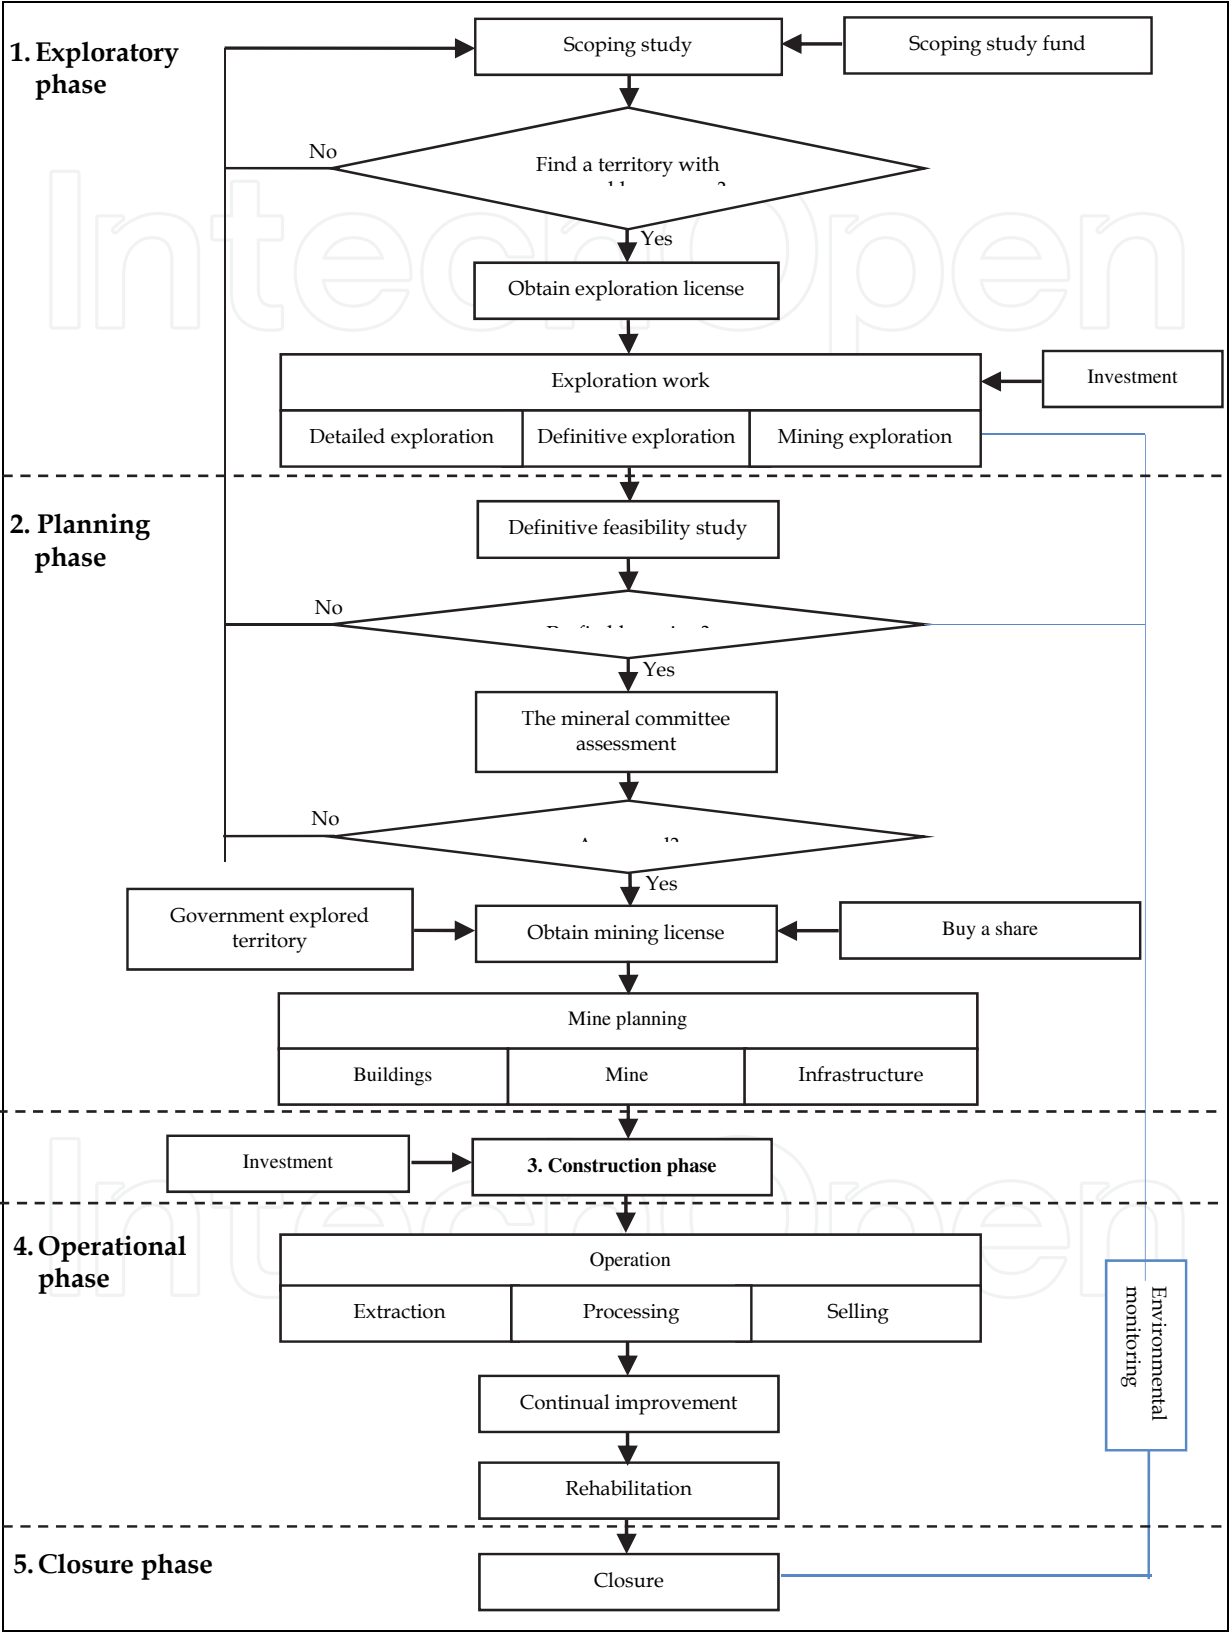 1. Exploratory
phase
Scoping study
Scoping study fund
No
Find a territory with
Yes
Obtain exploration license
Exploration work
Investment
Detailed exploration
Definitive exploration
Mining exploration
2. Planning
phase
Definitive feasibility study
No
Yes
The mineral committee
assessment
No
Yes
Government explored
territory
Obtain mining license
Buy a share
Mine planning
Buildings
Mine
Infrastructure
Investment
3. Construction phase
4. Operational
phase
Operation
Extraction
Processing
Selling
Environmental
monitoring
Continual improvement
Rehabilitation
5. Closure phase
Closure
IntechOpen
IntechOpen